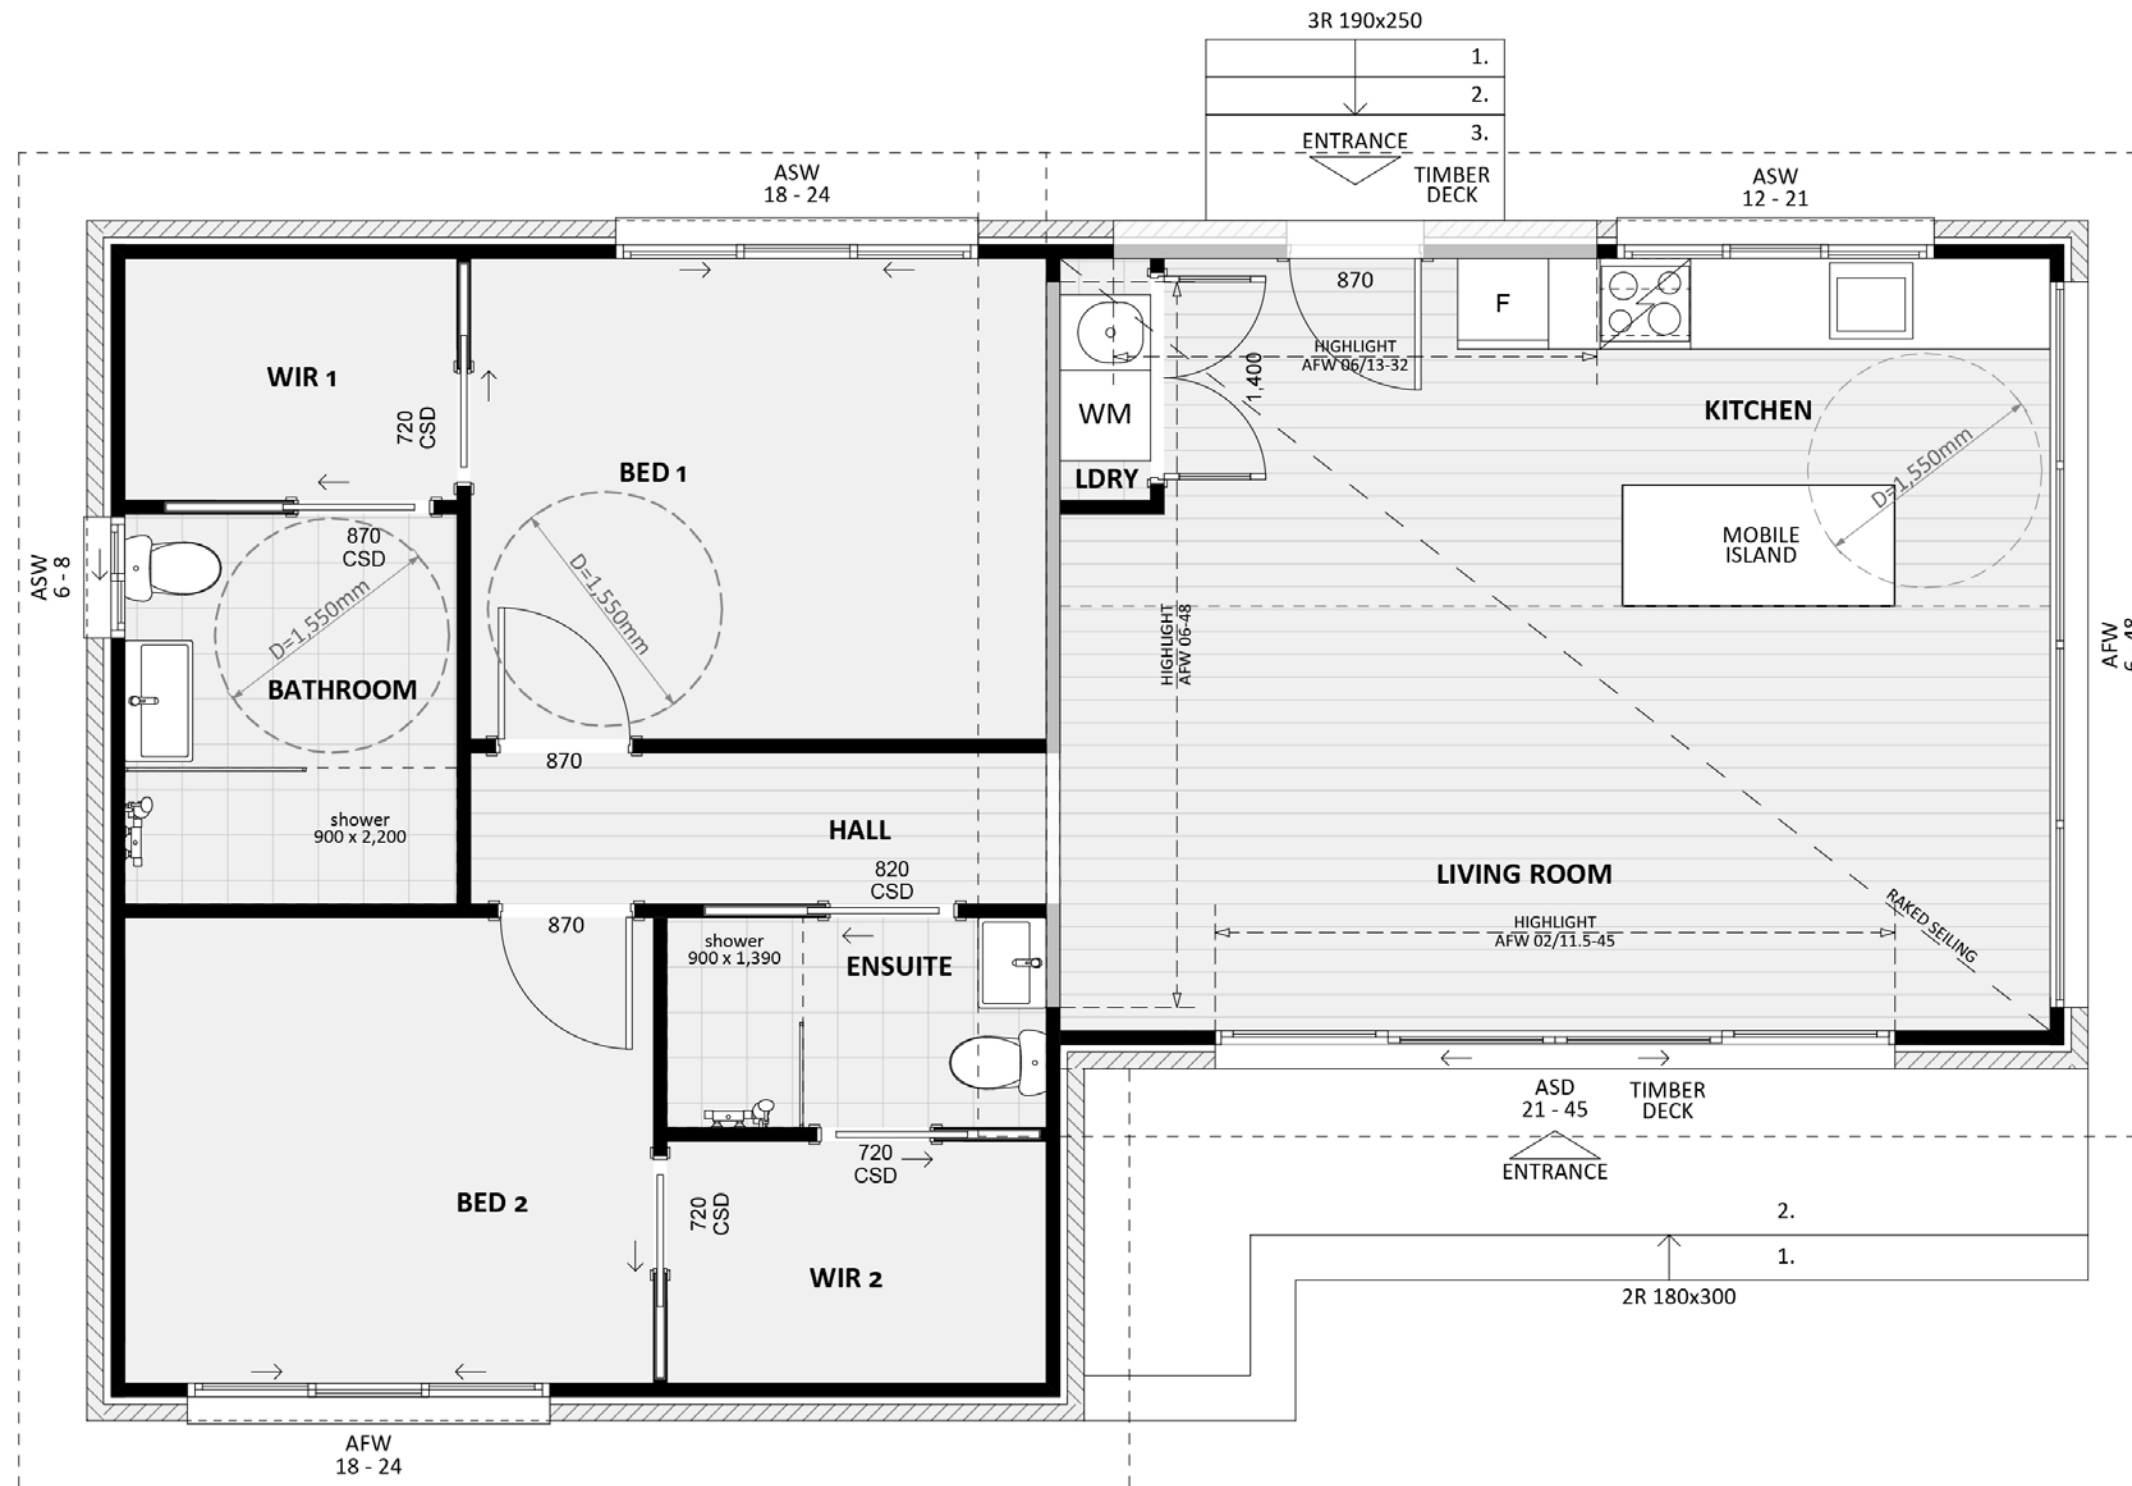 3R 190x250
1.
2.
3.
ENTRANCE
TIMBER
DECK
ASW
18 - 24
ASW
12 - 21
870
F
HIGHLIGHT
AFW 06/13-32
1,400
WIR 1
720
CSD
BED 1
WM
LDRY
KITCHEN
D=1,550mm
MOBILE
ISLAND
ASW
6 - 8
870
CSD
D=1,550mm
BATHROOM
D=1,550mm
HIGHLIGHT
AFW 06-48
AFW
6 - 48
870
shower
900 x 2,200
HALL
820
CSD
LIVING ROOM
RAKED SEILING
870
shower
900 x 1,390
ENSUITE
HIGHLIGHT
AFW 02/11.5-45
ASD
21 - 45
TIMBER
DECK
ENTRANCE
720
CSD
BED 2
720
CSD
WIR 2
2.
1.
2R 180x300
AFW
18 - 24